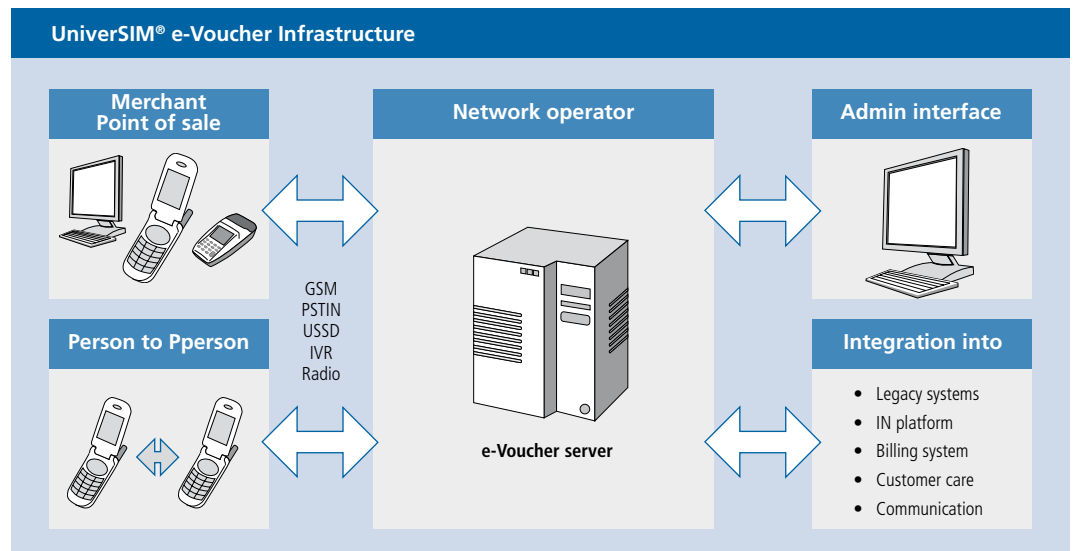 UniverSIM® e-Voucher Infrastructure
Merchant
Point of sale
Network operator
Admin interface
GSM
PSTIN
USSD
IVR
Radio
Person to Pperson
e-Voucher server
Integration into
• Legacy systems
• IN platform
• Billing system
• Customer care
• Communication